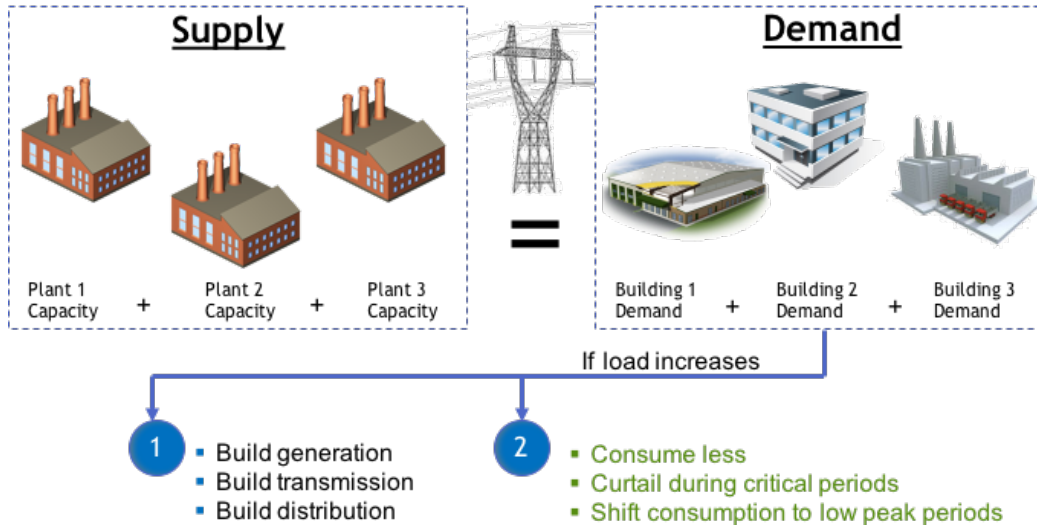 Supply
Demand
=
Plant 1
Capacity
+
Plant 2
Capacity
+
Plant 3
Capacity
Building 1
Demand
+
Building 2
Demand
+
Building 3
Demand
If load increases
1
▪ Build generation
▪ Build transmission
▪ Build distribution
2
▪ Consume less
▪ Curtail during critical periods
▪ Shift consumption to low peak periods